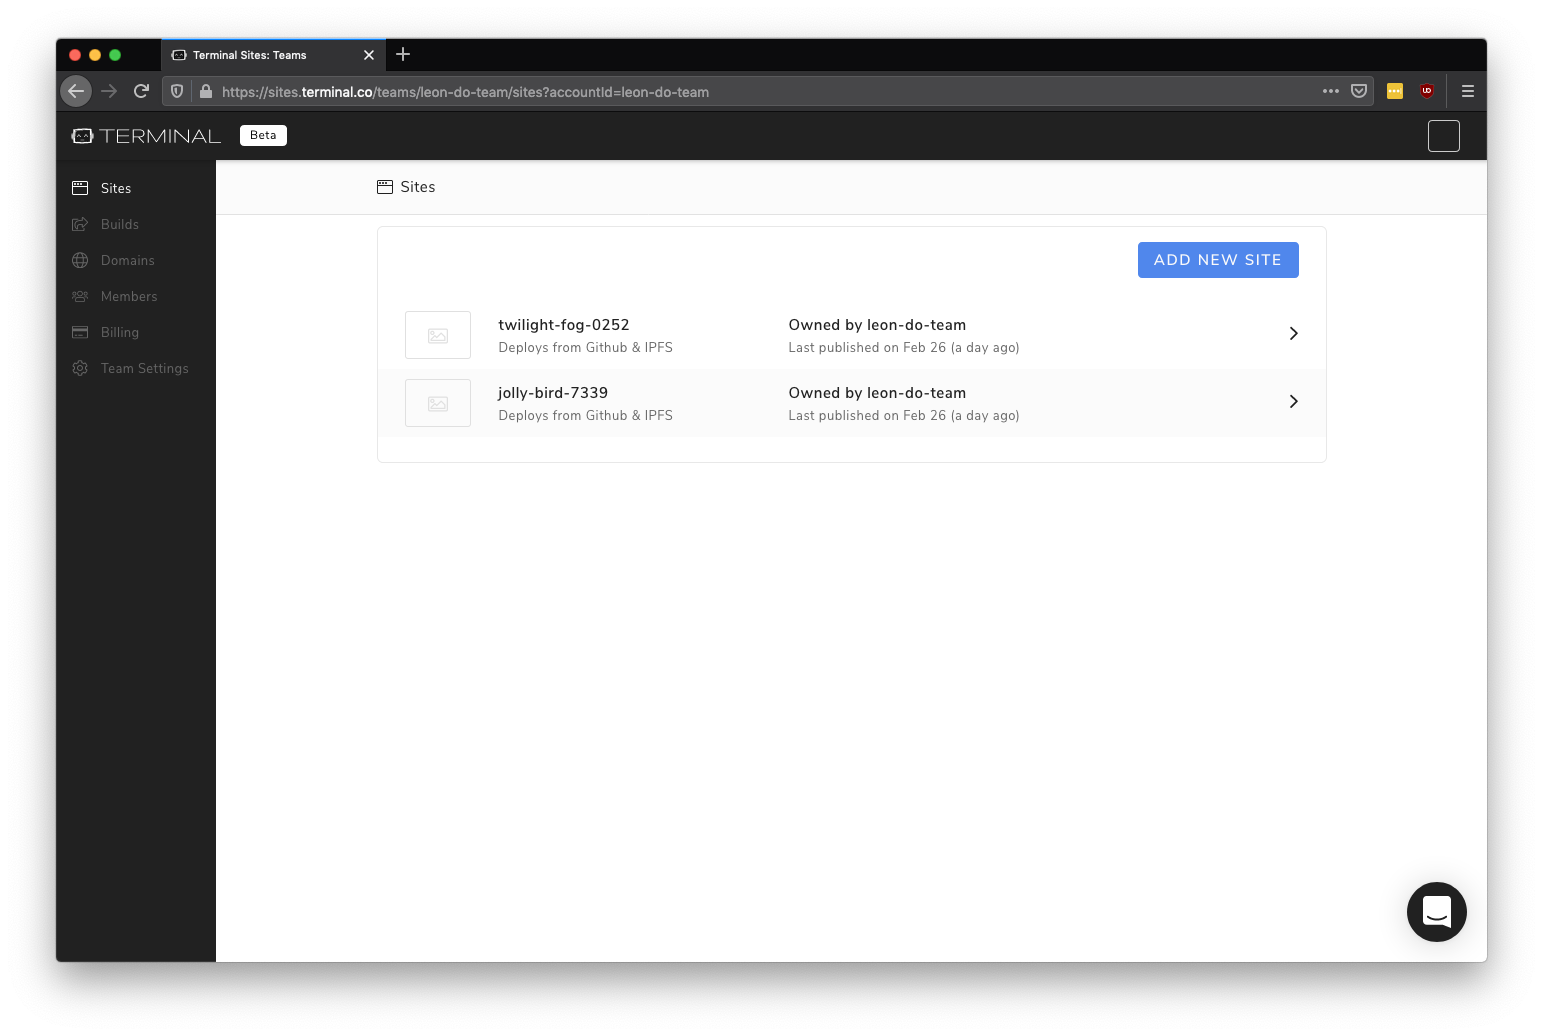 Terminal Sites: Teams
https://sites.terminal.co/teams/leon-do-team/sites?accountId=leon-do-team
TERMINAL
Beta
Sites
Builds
Domains
Members
Billing
Team Settings
Sites
ADD NEW SITE
twilight-fog-0252
Owned by leon-do-team
Deploys from Github & IPFS
Last published on Feb 26 (a day ago)
jolly-bird-7339
Owned by leon-do-team
Deploys from Github & IPFS
Last published on Feb 26 (a day ago)